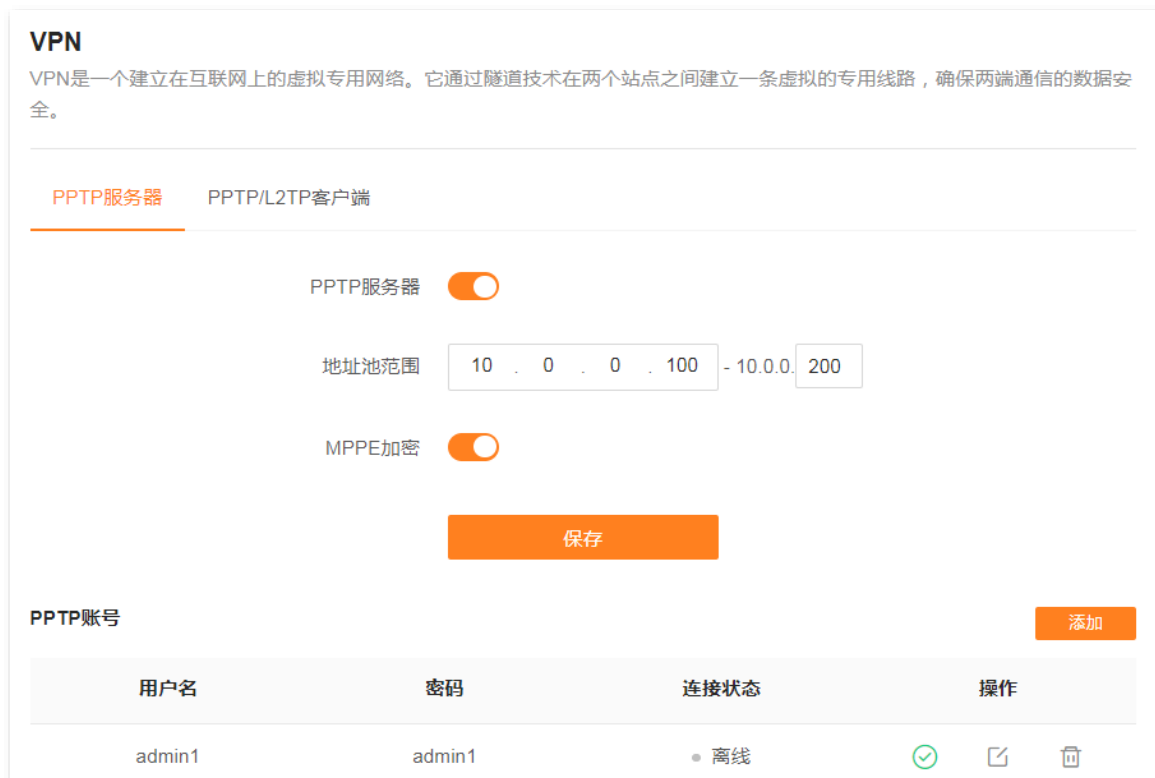 VPN
VPN是一个建立在互联网上的虚拟专用网络。它通过隧道技术在两个站点之间建立一条虚拟的专用线路，确保两端通信的数据安
全。
PPTP服务器 PPTP/L2TP客户端
PPTP服务器
地址池范围 10 . 0 . 0 . 100 - 10.0.0. 200
MPPE加密
保存
PPTP账号 添加
用户名 密码 连接状态 操作
admin1 admin1 离线